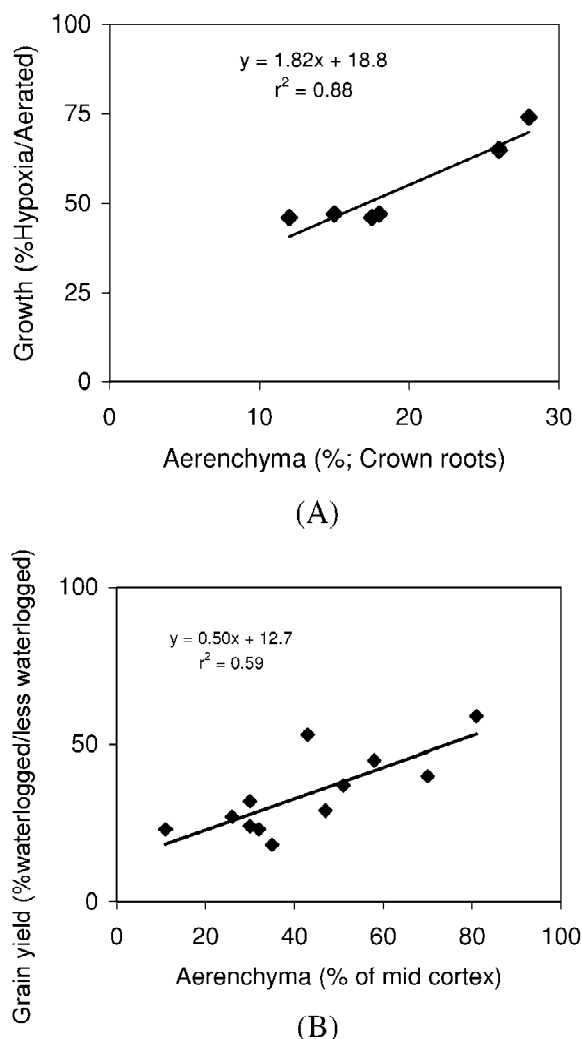 100
y = 1.82x + 18.8
r² = 0.88
75
50
25
0
Growth (%Hypoxia/Aerated)
0 10 20 30
Aerenchyma (%; Crown roots)
(A)
100
y = 0.50x + 12.7
r² = 0.59
50
0
Grain yield (%waterlogged/less waterlogged)
0 20 40 60 80 100
Aerenchyma (% of mid cortex)
(B)